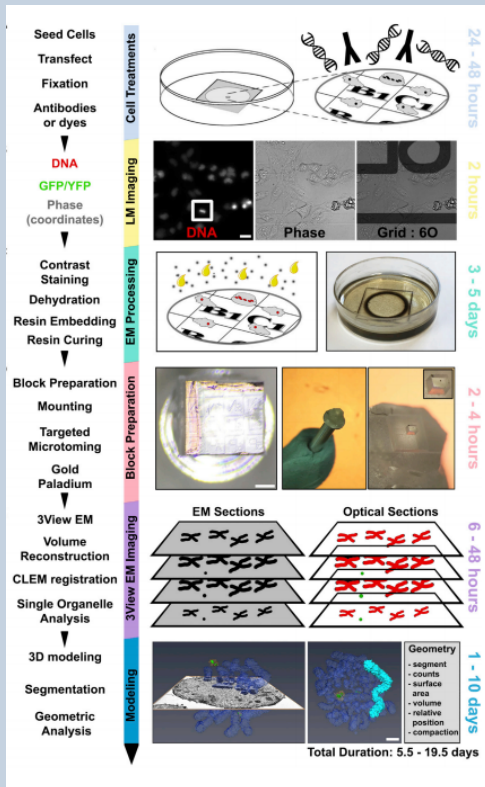 Seed Cells
Transfect
Fixation
Antibodies
or dyes
Cell Treatments
B1
C1
24 - 48 hours
DNA
GFP/YFP
Phase
(coordinates)
LM Imaging
DNA
Phase
Grid : 6O
2 hours
Contrast
Staining
Dehydration
Resin Embedding
Resin Curing
EM Processing
B1
C1
3 - 5 days
Block Preparation
Mounting
Targeted
Microtoming
Gold
Paladium
Block Preparation
2 - 4 hours
3View EM
Volume
Reconstruction
CLEM registration
Single Organelle
Analysis
3View EM Imaging
EM Sections
Optical Sections
6 - 48 hours
3D modeling
Segmentation
Geometric
Analysis
Modeling
Geometry
- segment
- counts
- surface
area
- volume
- relative
position
- compaction
1 - 10 days
Total Duration: 5.5 - 19.5 days